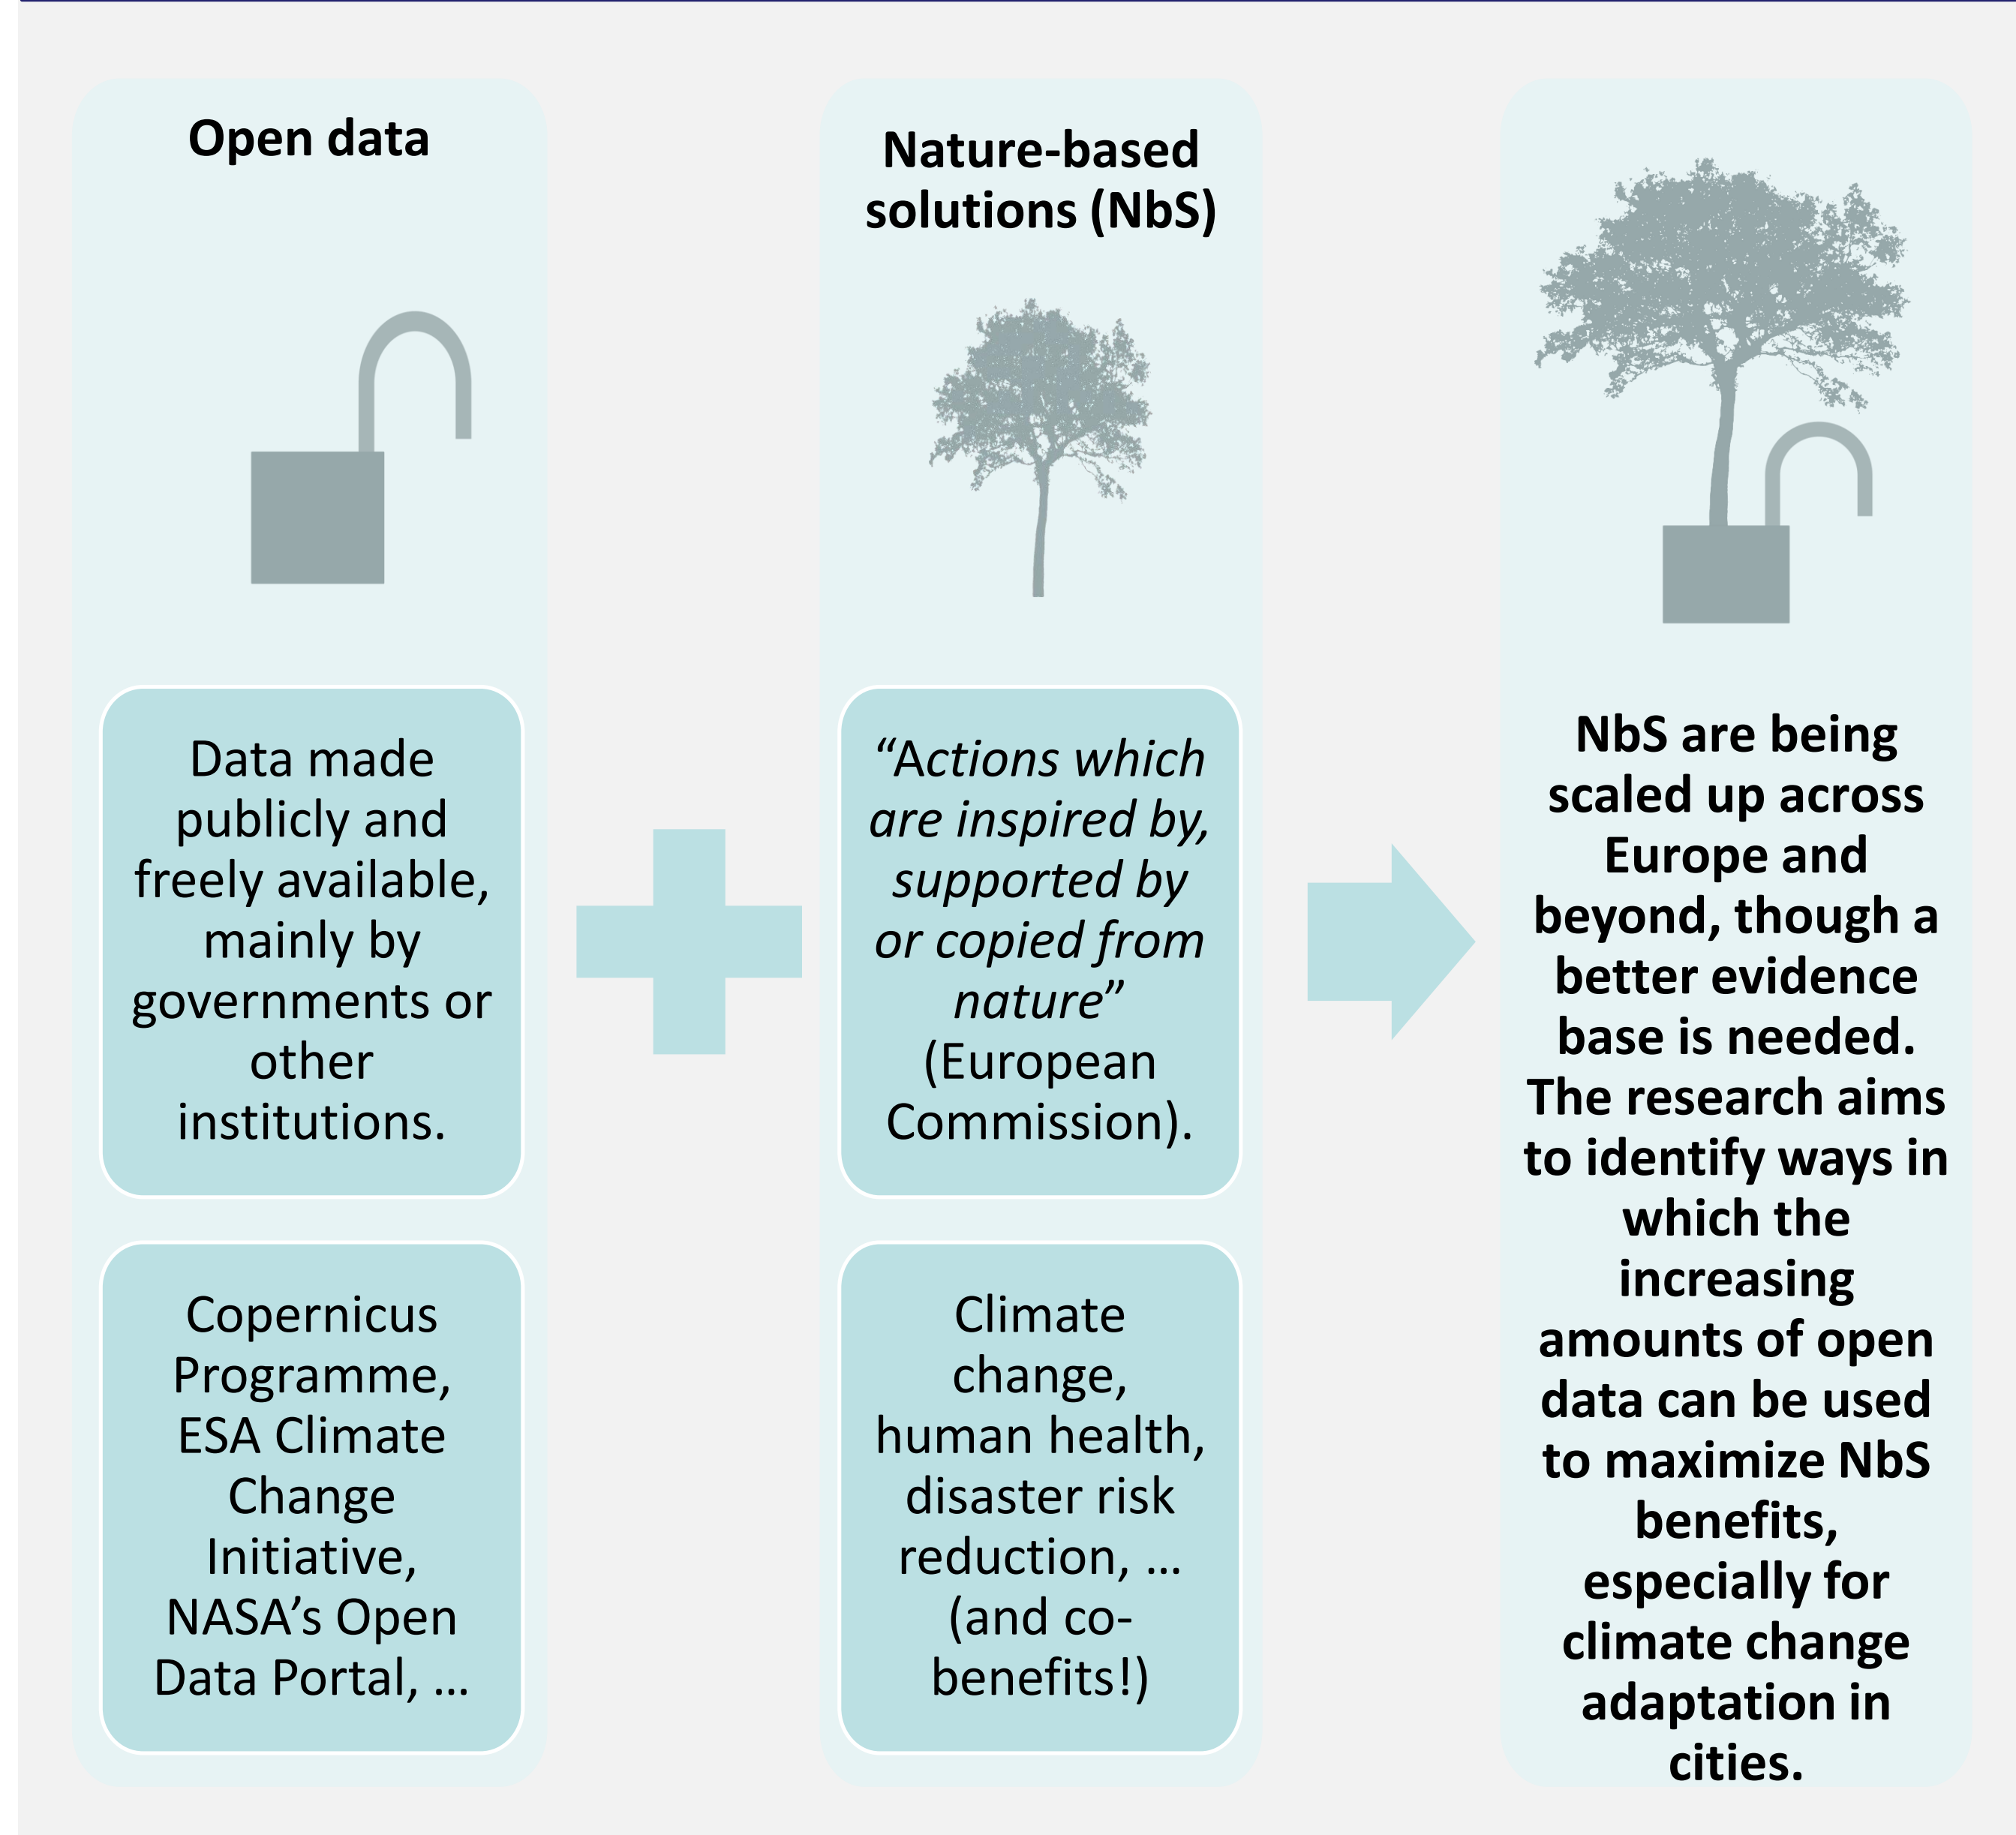 Open data
Data made
publicly and
freely available,
mainly by
governments or
other
institutions.
Copernicus
Programme,
ESA Climate
Change
Initiative,
NASA’s Open
Data Portal, ...
Nature-based
solutions (NbS)
“Actions which
are inspired by,
supported by
or copied from
nature”
(European
Commission).
Climate
change,
human health,
disaster risk
reduction, ...
(and co-
benefits!)
NbS are being
scaled up across
Europe and
beyond, though a
better evidence
base is needed.
The research aims
to identify ways in
which the
increasing
amounts of open
data can be used
to maximize NbS
benefits,
especially for
climate change
adaptation in
cities.